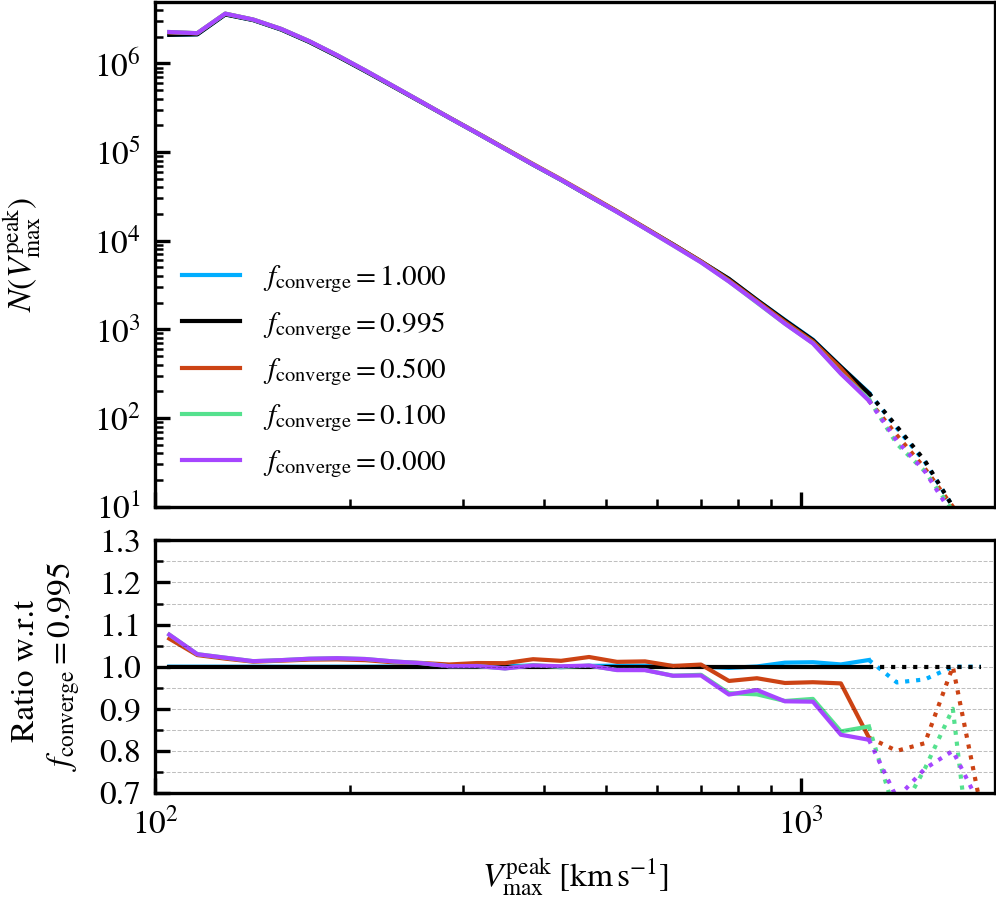 10^6
10^5
10^4
10^3
10^2
10^1
N(V_max^peak)
f_converge = 1.000
f_converge = 0.995
f_converge = 0.500
f_converge = 0.100
f_converge = 0.000
1.3
1.2
1.1
1.0
0.9
0.8
0.7
Ratio w.r.t
f_converge = 0.995
10^2
10^3
V_max^peak [km s^−1]